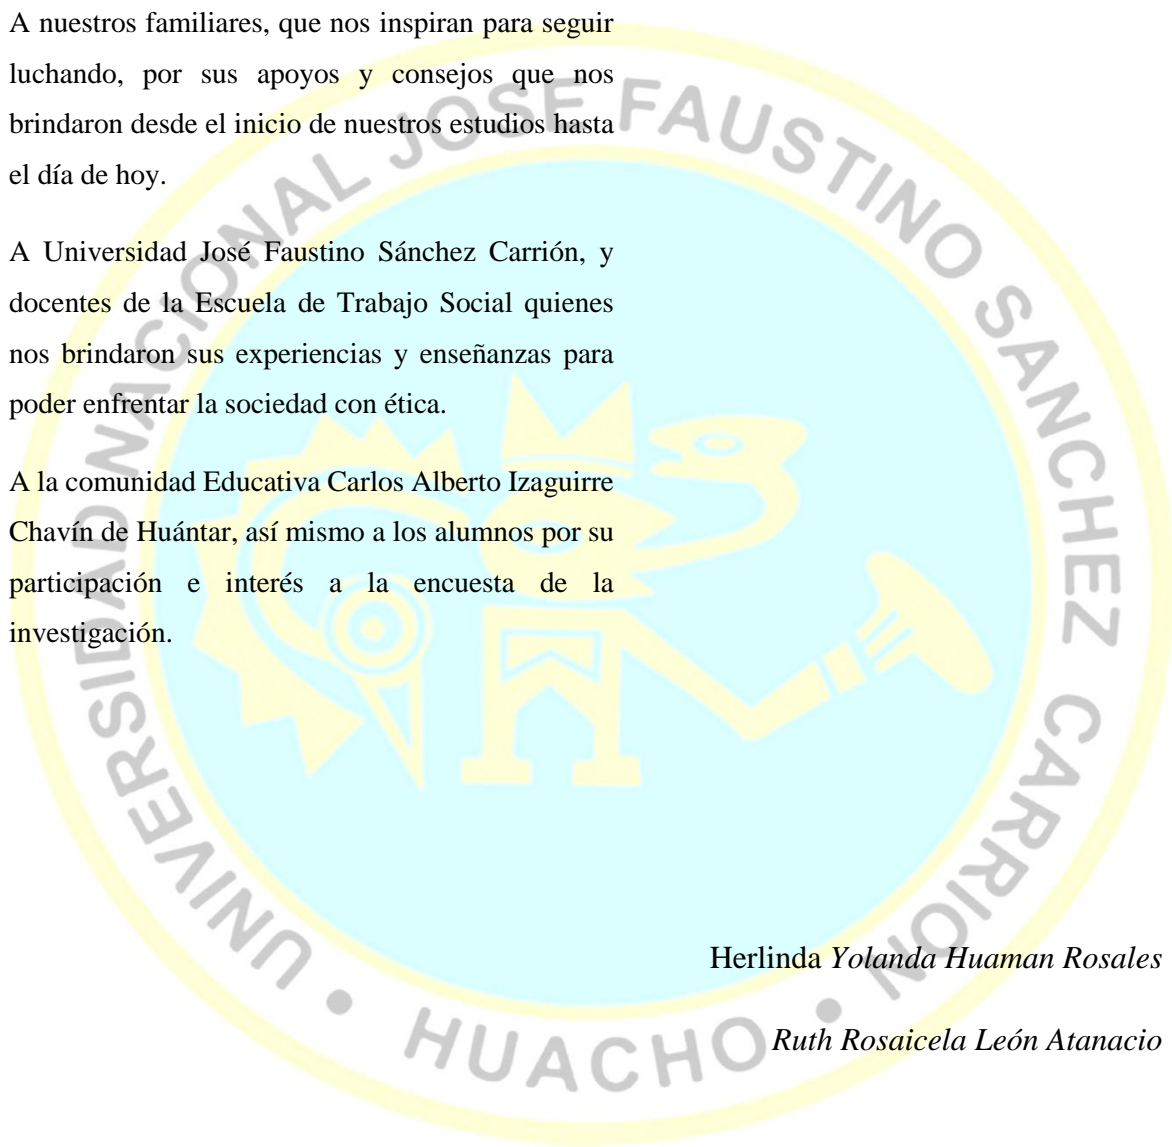 A nuestros familiares, que nos inspiran para seguir
luchando, por sus apoyos y consejos que nos
brindaron desde el inicio de nuestros estudios hasta
el día de hoy.
A Universidad José Faustino Sánchez Carrión, y
docentes de la Escuela de Trabajo Social quienes
nos brindaron sus experiencias y enseñanzas para
poder enfrentar la sociedad con ética.
A la comunidad Educativa Carlos Alberto Izaguirre
Chavín de Huántar, así mismo a los alumnos por su
participación e interés a la encuesta de la
investigación.
Herlinda Yolanda Huaman Rosales
Ruth Rosaicela León Atanacio
UNIVERSIDAD NACIONAL JOSE FAUSTINO SANCHEZ CARRION
• HUACHO •